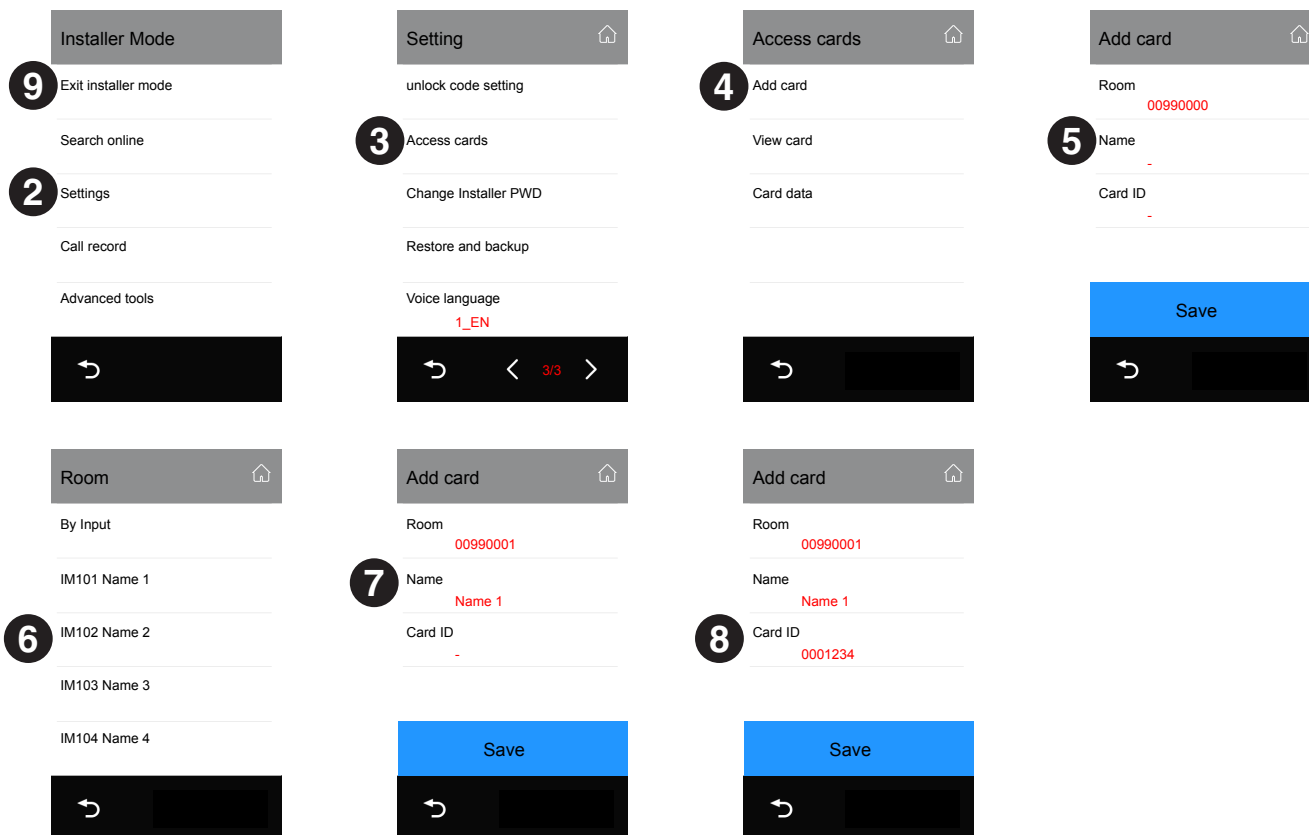 Installer Mode
9
Exit installer mode
Search online
2
Settings
Call record
Advanced tools
Setting
unlock code setting
3
Access cards
Change Installer PWD
Restore and backup
Voice language
1_EN
3/3
Access cards
4
Add card
View card
Card data
Add card
Room
00990000
5
Name
-
Card ID
-
Save
Room
By Input
IM101 Name 1
6
IM102 Name 2
IM103 Name 3
IM104 Name 4
Add card
Room
00990001
7
Name
Name 1
Card ID
-
Save
Add card
Room
00990001
Name
Name 1
8
Card ID
0001234
Save